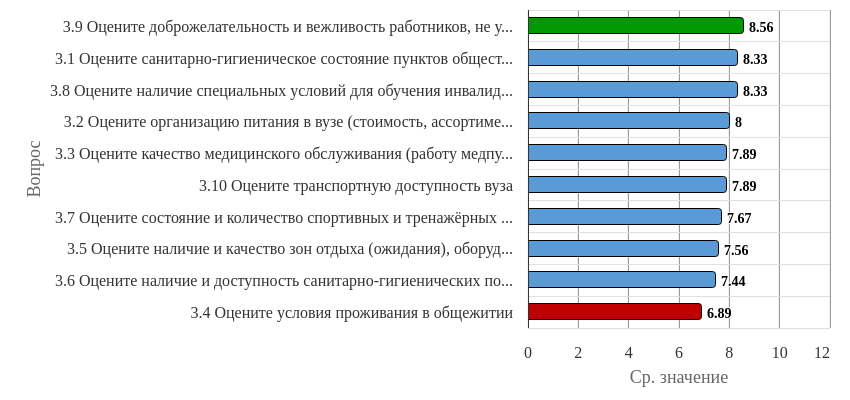 3.9 Оцените доброжелательность и вежливость работников, не у...
8.56
3.1 Оцените санитарно-гигиеническое состояние пунктов общест...
8.33
3.8 Оцените наличие специальных условий для обучения инвалид...
8.33
3.2 Оцените организацию питания в вузе (стоимость, ассортиме...
8
3.3 Оцените качество медицинского обслуживания (работу медпу...
7.89
3.10 Оцените транспортную доступность вуза
7.89
3.7 Оцените состояние и количество спортивных и тренажёрных ...
7.67
3.5 Оцените наличие и качество зон отдыха (ожидания), оборуд...
7.56
3.6 Оцените наличие и доступность санитарно-гигиенических по...
7.44
3.4 Оцените условия проживания в общежитии
6.89
Вопрос
0 2 4 6 8 10 12
Ср. значение